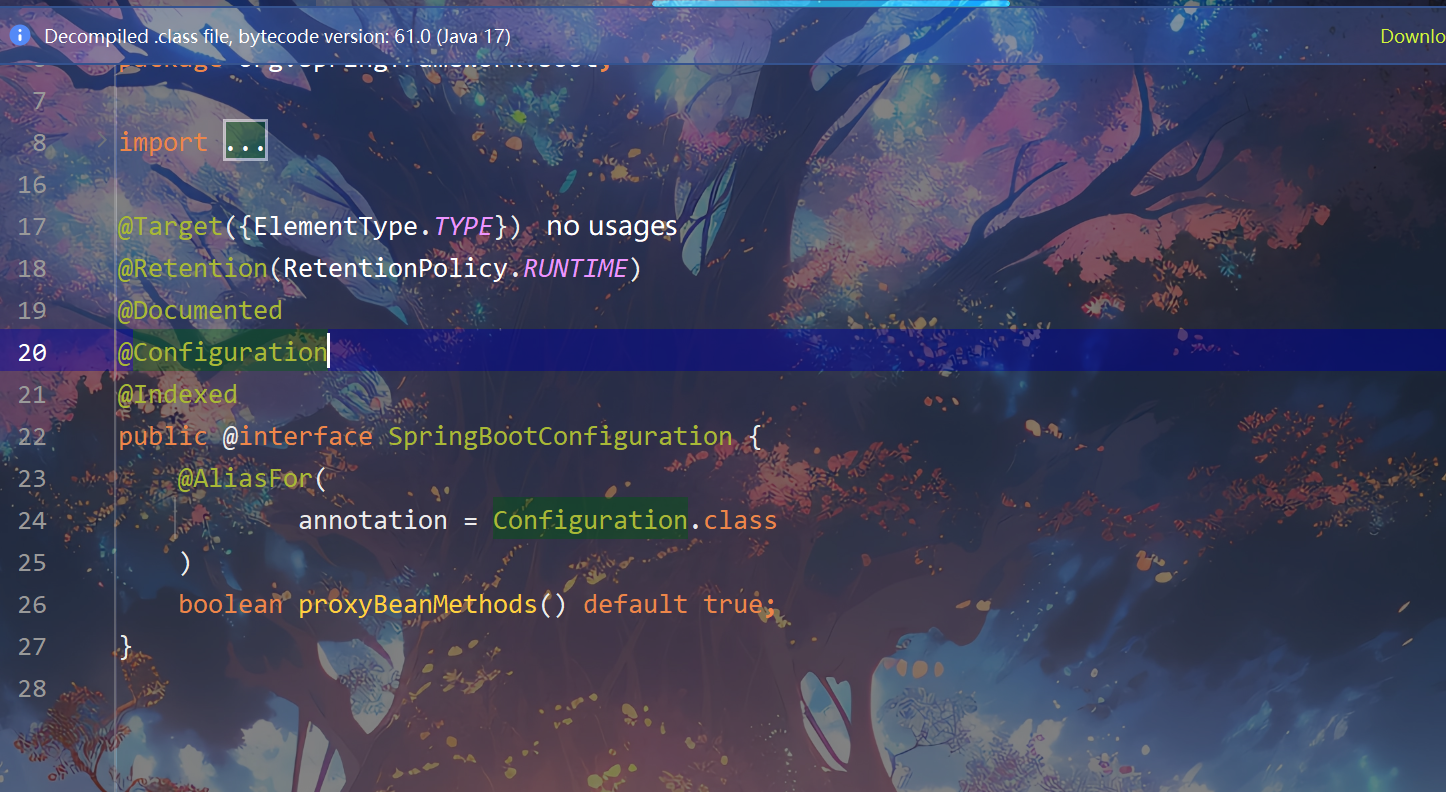 Decompiled .class file, bytecode version: 61.0 (Java 17) Downlo
7
8 import ...
16
17 @Target({ElementType.TYPE}) no usages
18 @Retention(RetentionPolicy.RUNTIME)
19 @Documented
20 @Configuration
21 @Indexed
22 public @interface SpringBootConfiguration {
23 @AliasFor(
24 annotation = Configuration.class
25 )
26 boolean proxyBeanMethods() default true;
27 }
28